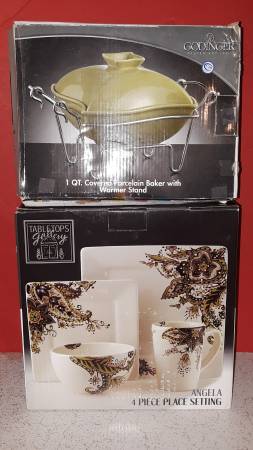 GODINGER
1 QT. Covered Porcelain Baker with
Warmer Stand
TABLETOPS
gallery
ANGELA
4 PIECE PLACE SETTING